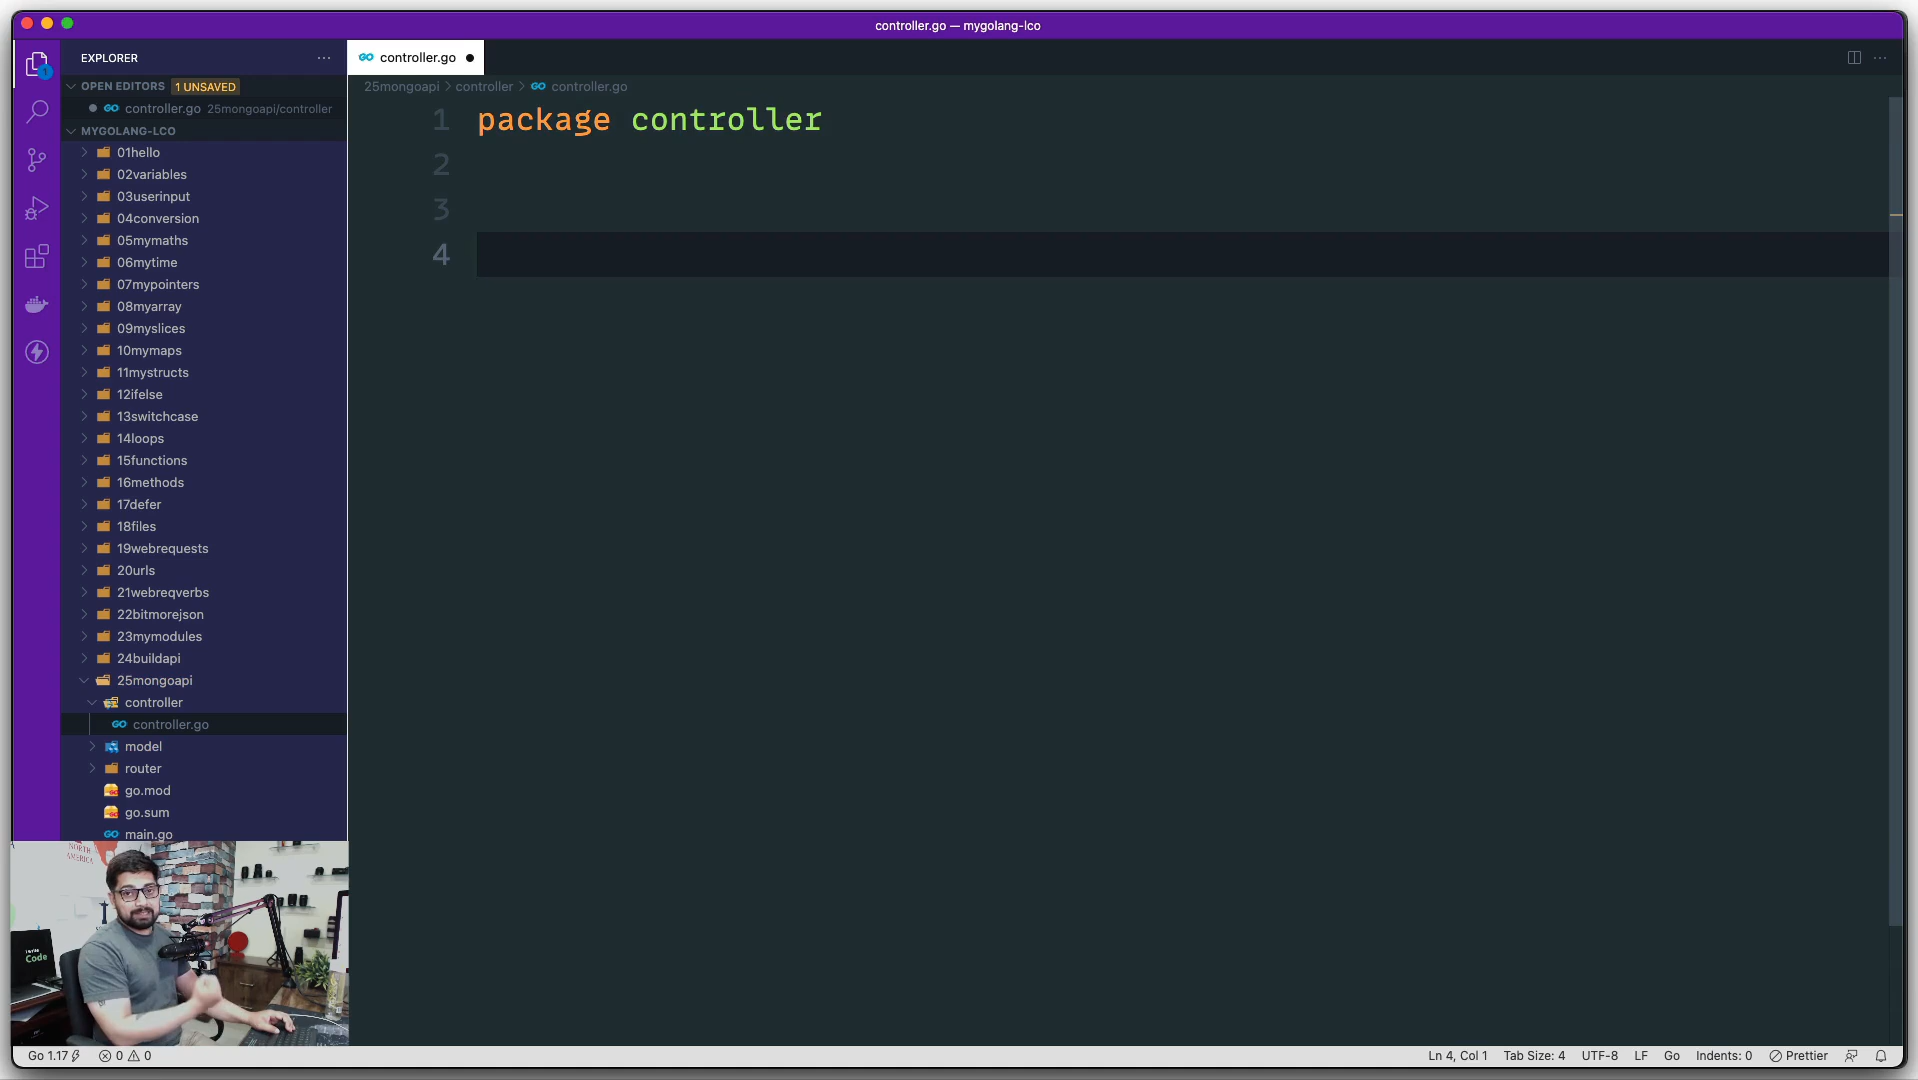 controller.go — mygolang-lco
EXPLORER
OPEN EDITORS 1 UNSAVED
controller.go 25mongoapi/controller
MYGOLANG-LCO
01hello
02variables
03userinput
04conversion
05mymaths
06mytime
07mypointers
08myarray
09myslices
10mymaps
11mystructs
12ifelse
13switchcase
14loops
15functions
16methods
17defer
18files
19webrequests
20urls
21webreqverbs
22bitmorejson
23mymodules
24buildapi
25mongoapi
controller
controller.go
model
router
go.mod
go.sum
main.go
controller.go
25mongoapi > controller > controller.go
1 package controller
2
3
4
NORTH
AMERICA
Code
Go 1.17 0 0
Ln 4, Col 1 Tab Size: 4 UTF-8 LF Go Indents: 0 Prettier